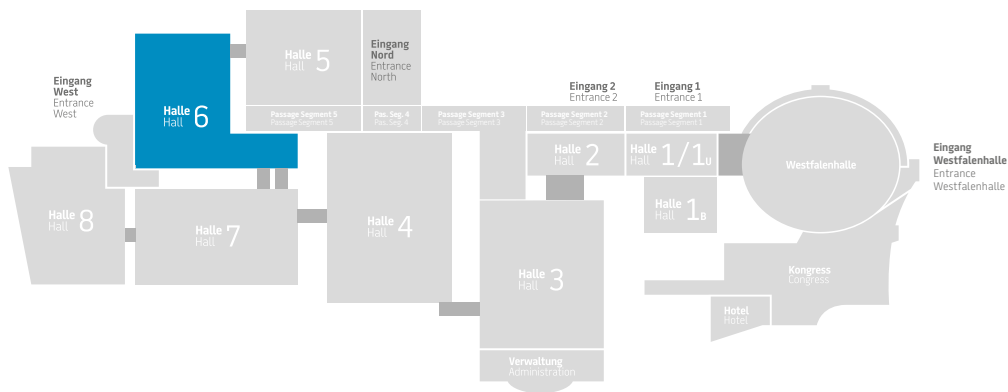 Halle
Hall 5
Eingang
Nord
Entrance
North
Eingang
West
Entrance
West
Halle
Hall 6
Passage Segment 5
Passage Segment 5
Pas. Seg. 4
Pas. Seg. 4
Passage Segment 3
Passage Segment 3
Eingang 2
Entrance 2
Passage Segment 2
Passage Segment 2
Eingang 1
Entrance 1
Passage Segment 1
Passage Segment 1
Halle
Hall 2
Halle
Hall 1/1U
Westfalenhalle
Eingang
Westfalenhalle
Entrance
Westfalenhalle
Halle
Hall 8
Halle
Hall 7
Halle
Hall 4
Halle
Hall 1B
Halle
Hall 3
Kongress
Congress
Hotel
Hotel
Verwaltung
Administration